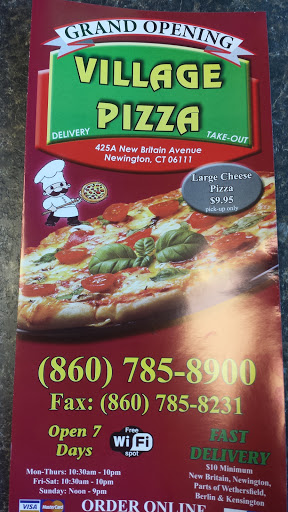 GRAND OPENING
VILLAGE
PIZZA
DELIVERY
TAKE-OUT
425A New Britain Avenue
Newington, CT 06111
Large Cheese
Pizza
$9.95
pick-up only
(860) 785-8900
Fax: (860) 785-8231
Open 7
Days
Free
Wi Fi
spot
FAST
DELIVERY
$10 Minimum
New Britain, Newington,
Parts of Wethersfield,
Berlin & Kensington
Mon-Thurs: 10:30am - 10pm
Fri-Sat: 10:30am - 10pm
Sunday: Noon - 9pm
VISA
MasterCard
ORDER ONLINE